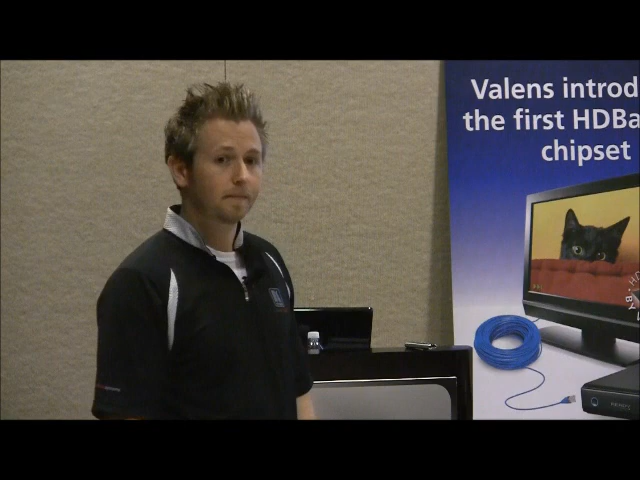 Valens introd
the first HDBa
chipset